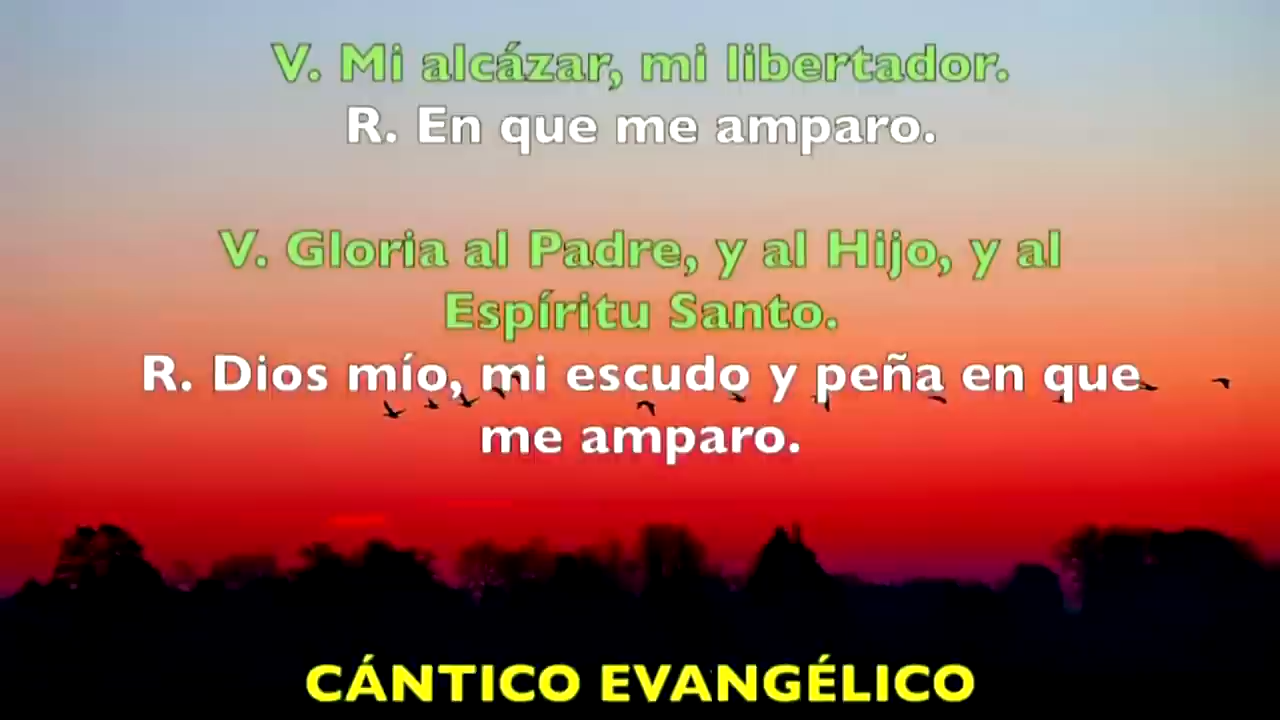 V. Mi alcázar, mi libertador.
R. En que me amparo.
V. Gloria al Padre, y al Hijo, y al
Espíritu Santo.
R. Dios mío, mi escudo y peña en que
me amparo.
CÁNTICO EVANGÉLICO